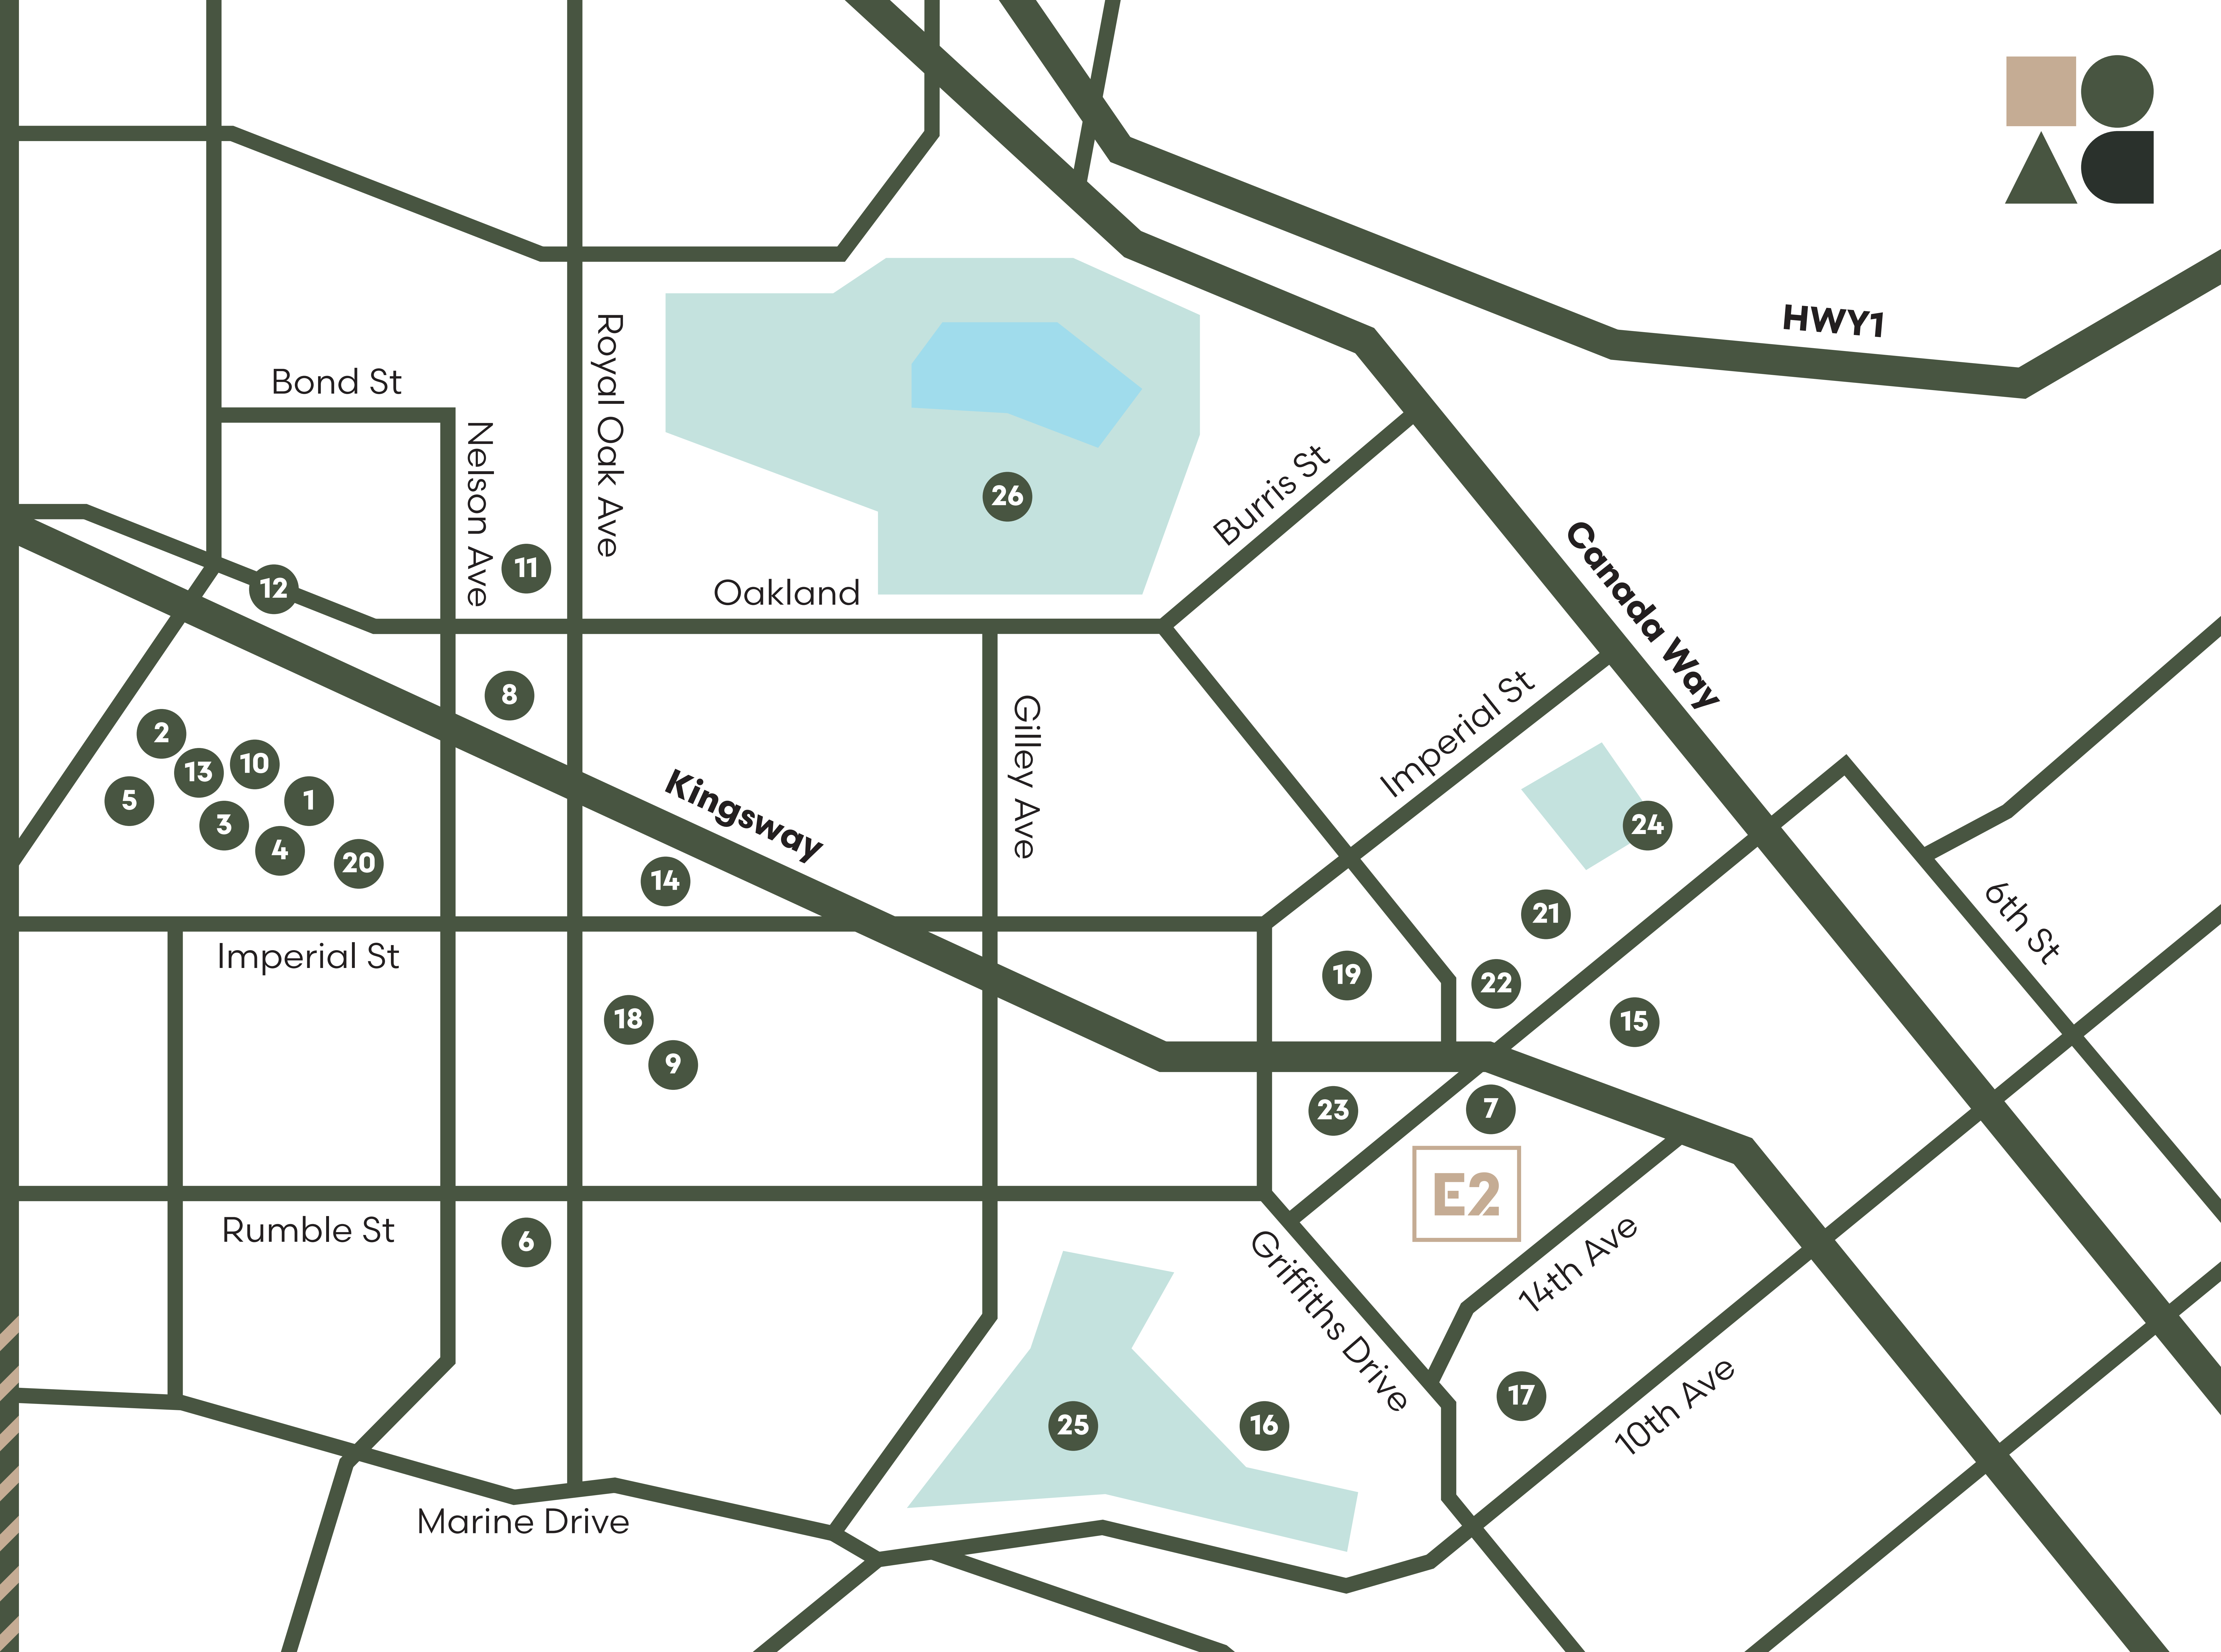 HWY1
Royal Oak Ave
Bond St
Nelson Ave
26
Burris St
Canada Way
11
12
Oakland
8
Gilley Ave
Imperial St
2
13
10
5
1
3
4
20
Kingsway
14
24
21
6th St
Imperial St
19
22
18
15
9
23
7
E2
Rumble St
6
Griffiths Drive
14th Ave
17
10th Ave
25
16
Marine Drive